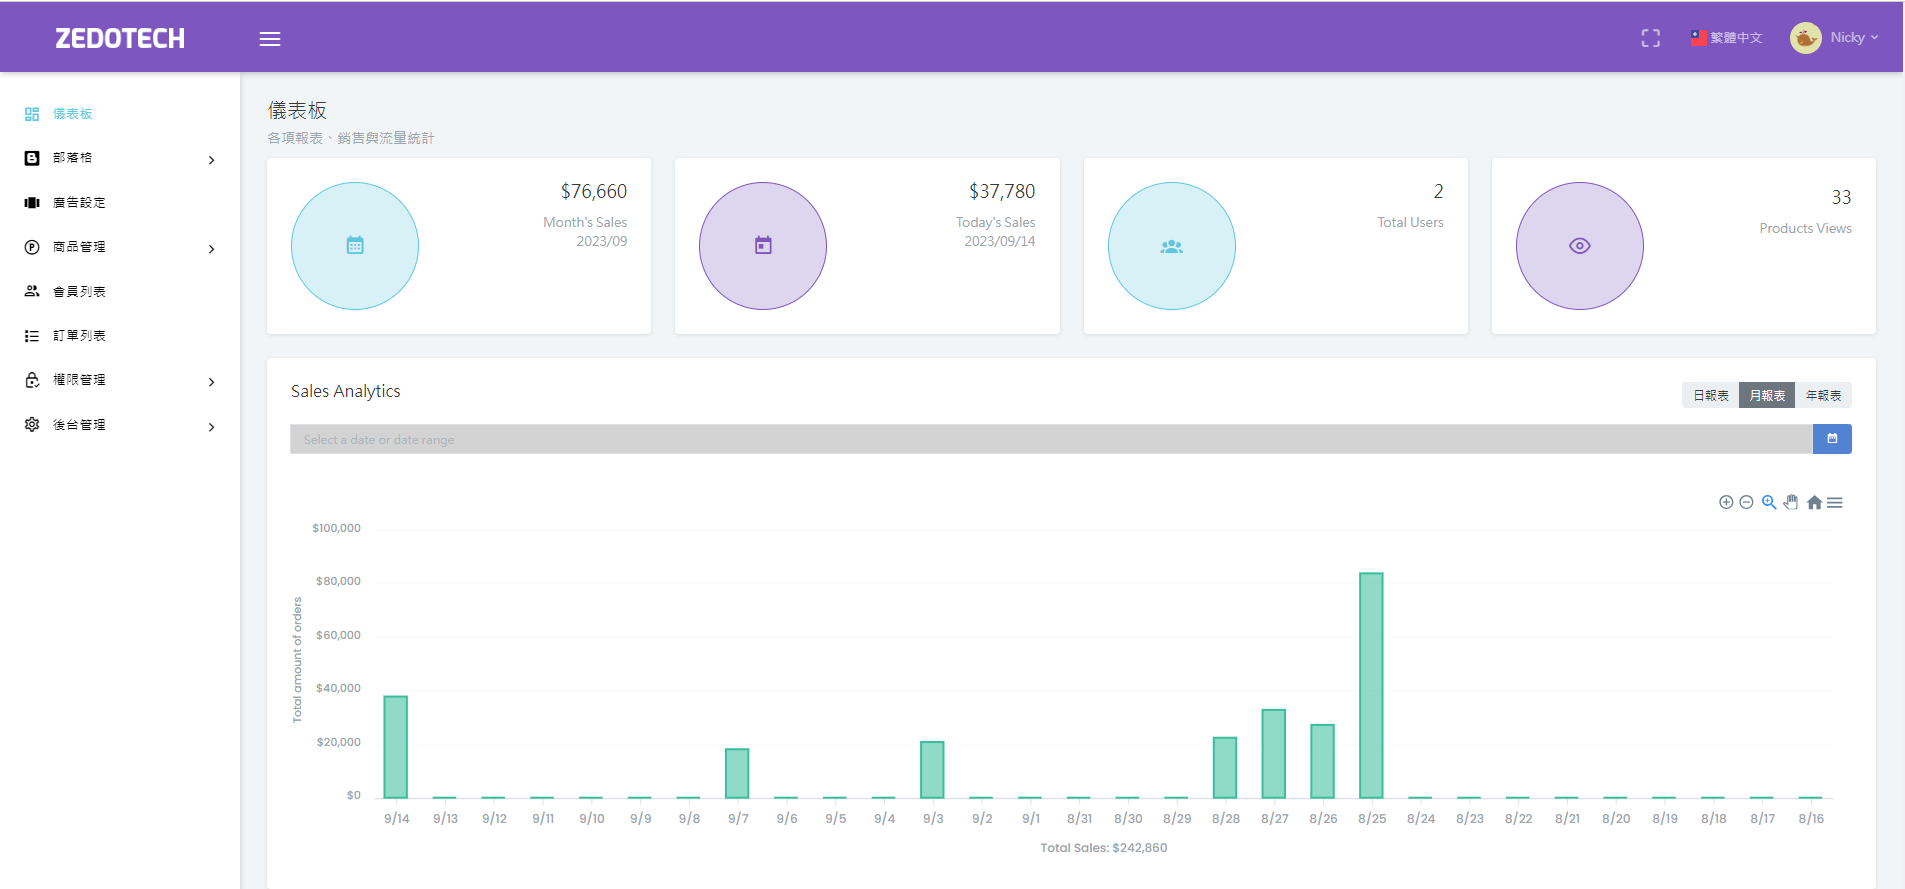 ZEDOTECH
繁體中文
Nicky
儀表板
部落格
廣告設定
商品管理
會員列表
訂單列表
權限管理
後台管理
儀表板
各項報表、銷售與流量統計
$76,660
Month's Sales
2023/09
$37,780
Today's Sales
2023/09/14
2
Total Users
33
Products Views
Sales Analytics
日報表
月報表
年報表
Select a date or date range
$100,000
$80,000
$60,000
$40,000
$20,000
$0
Total amount of orders
9/14 9/13 9/12 9/11 9/10 9/9 9/8 9/7 9/6 9/5 9/4 9/3 9/2 9/1 8/31 8/30 8/29 8/28 8/27 8/26 8/25 8/24 8/23 8/22 8/21 8/20 8/19 8/18 8/17 8/16
Total Sales: $242,860